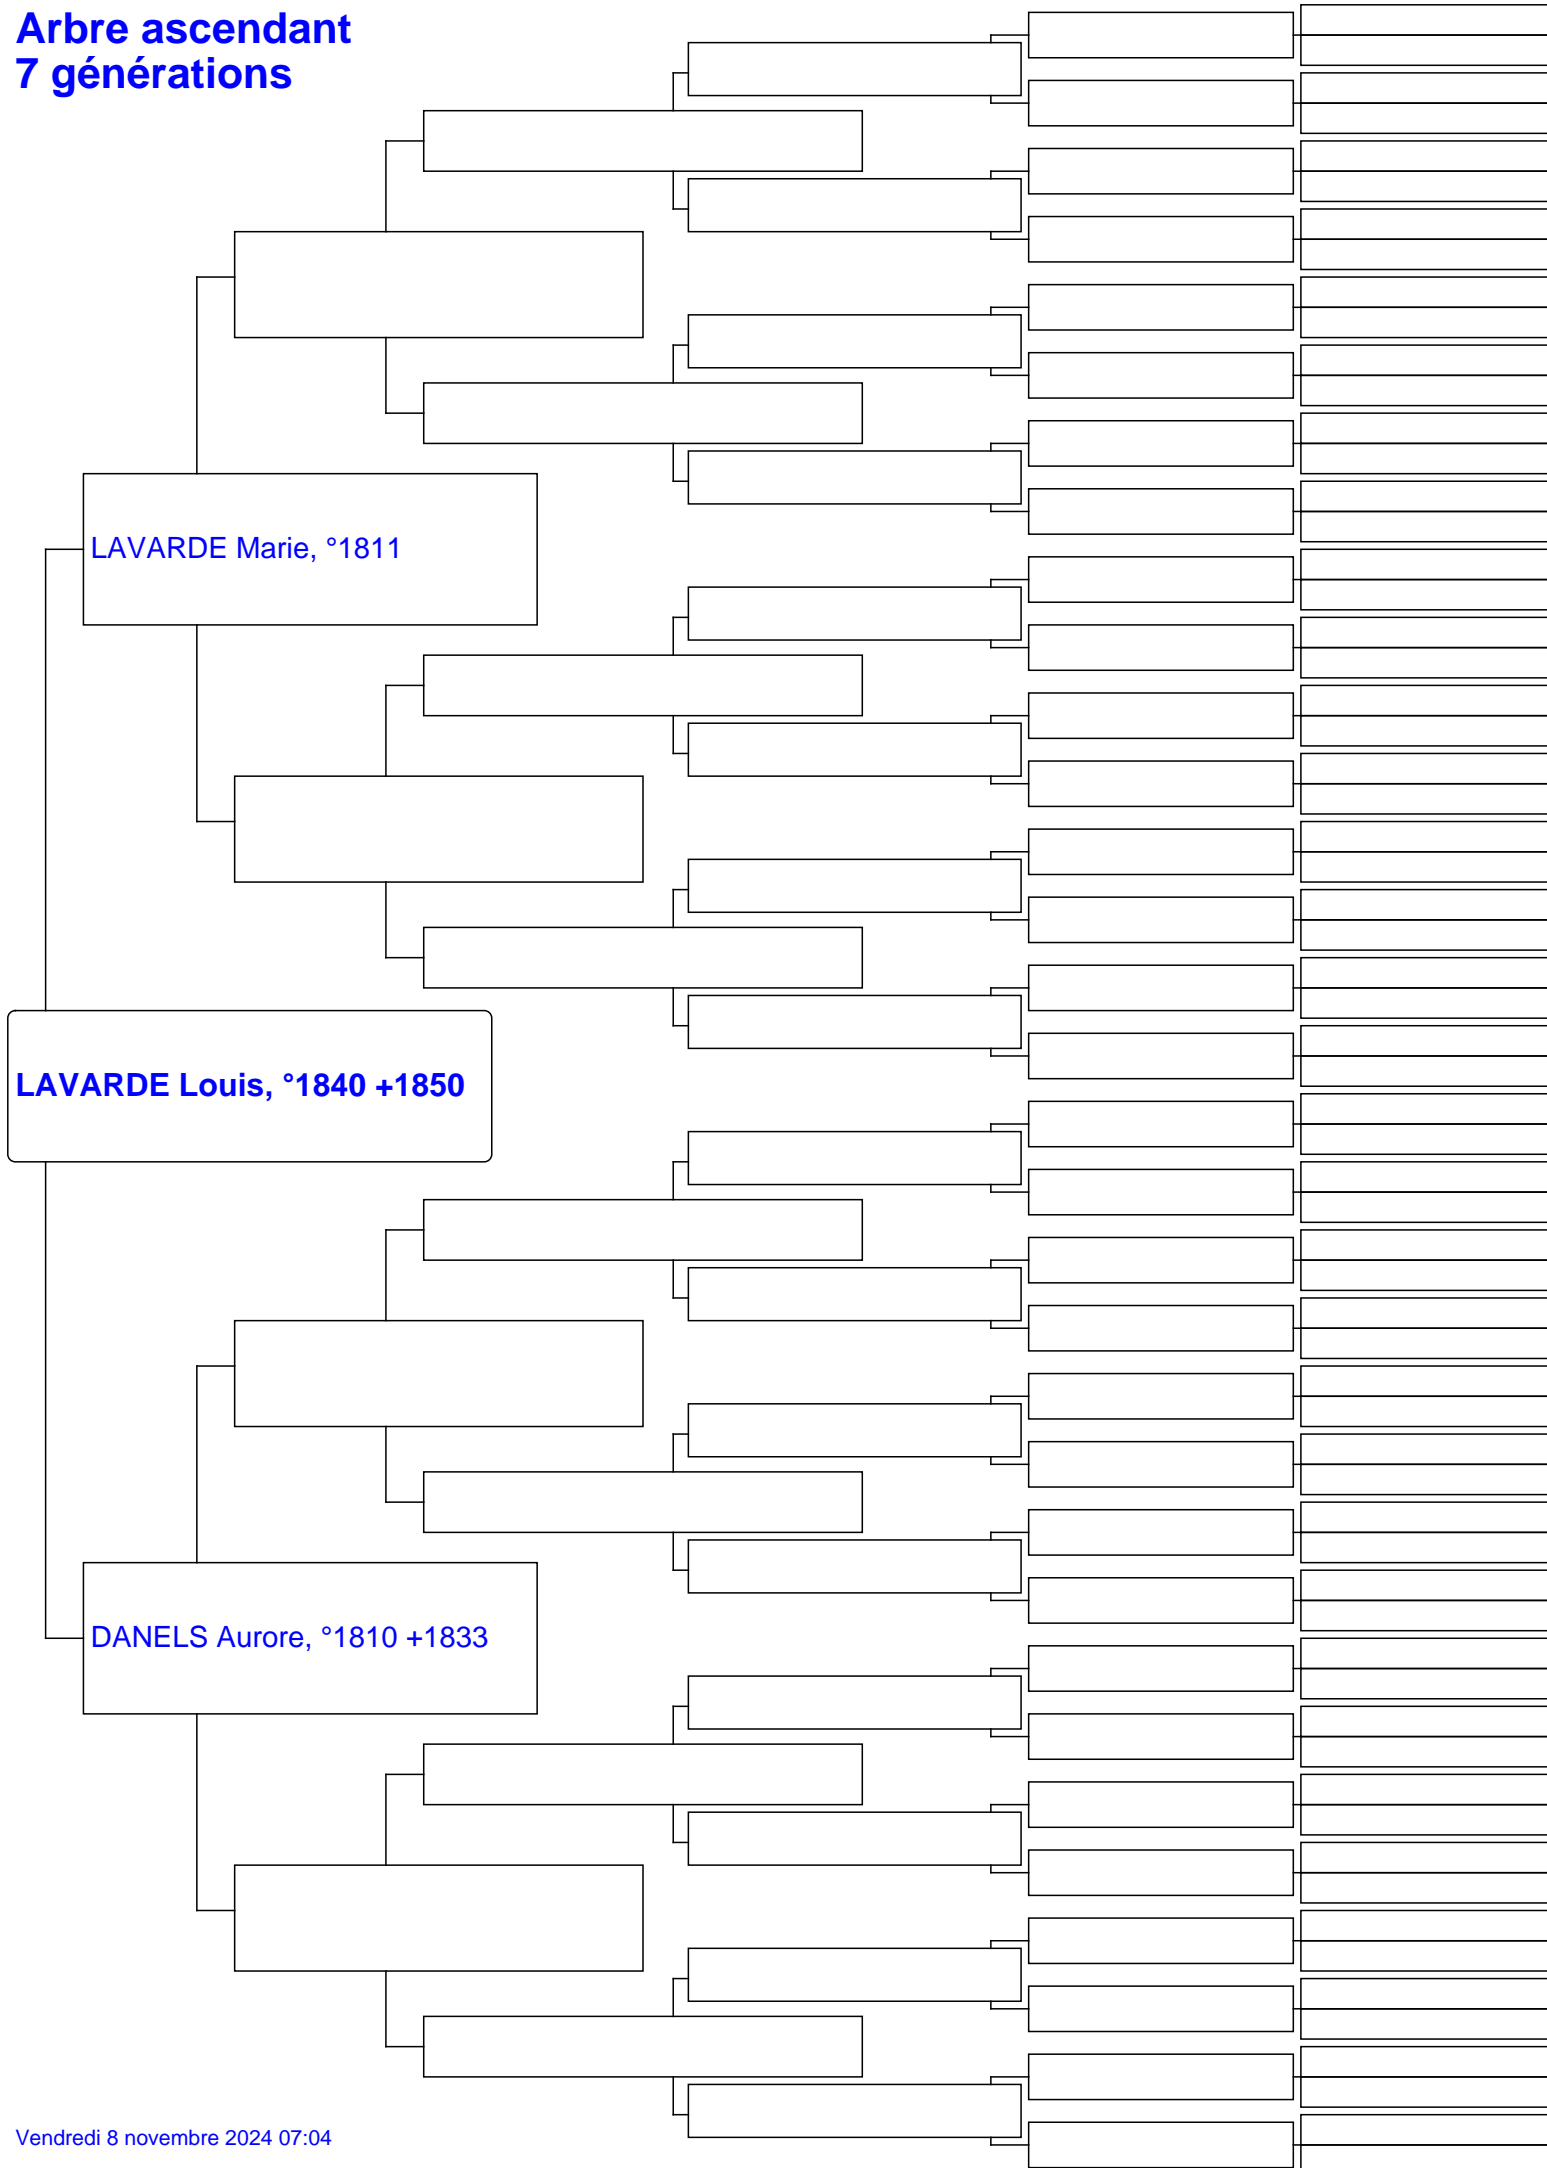 Arbre ascendant
7 générations
LAVARDE Marie, °1811
LAVARDE Louis, °1840 +1850
DANELS Aurore, °1810 +1833
Vendredi 8 novembre 2024 07:04